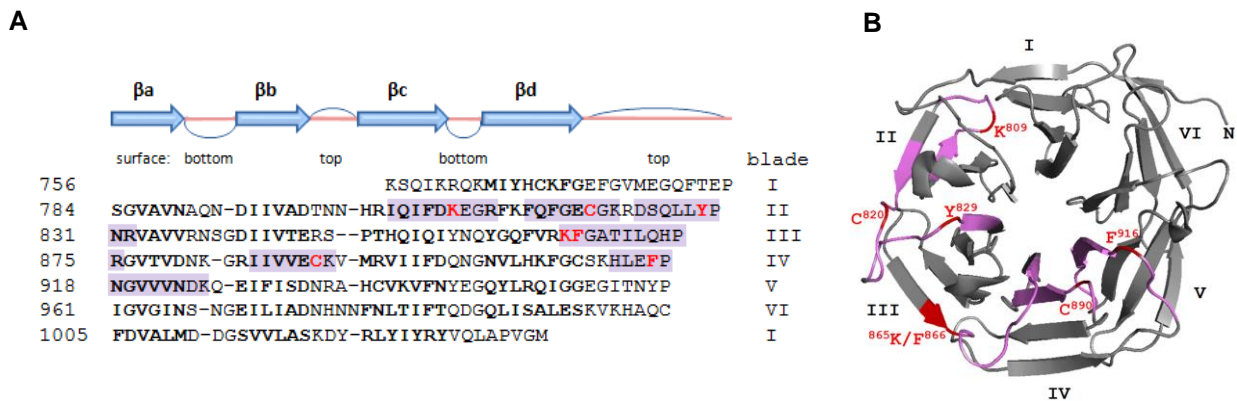 A
βa βb βc βd
surface: bottom top bottom top blade
756 KSQIKRQKMIYHCKFGEFGVMEGQFTEP I
784 SGVAVNAQN-DIIVADTNN-HRIQIFDKEGRFKFQFGECGKRDSQLLYP II
831 NRVAVVRNSGDIIVTERS--PTHQIQIYNQYGQFVRKFGATILQHP III
875 RGVTVDNK-GRIIVVECKV-MRVIIFDQNGNVLHKFGCSKHLEFP IV
918 NGVVVNDKQ-EIFISDNRA-HCVKVFNYEGQYLRQIGGEGITNYP V
961 IGVGINS-NGEILIADNHNNFNLTIFTQDGQLISALESKVKHAQC VI
1005 FDVALMD-DGSVVLASKDY-RLYIYRYVQLAPVGM I
B
I
II
K809
VI N
C820
Y829
F916
V
C890
III
865K/F866
IV